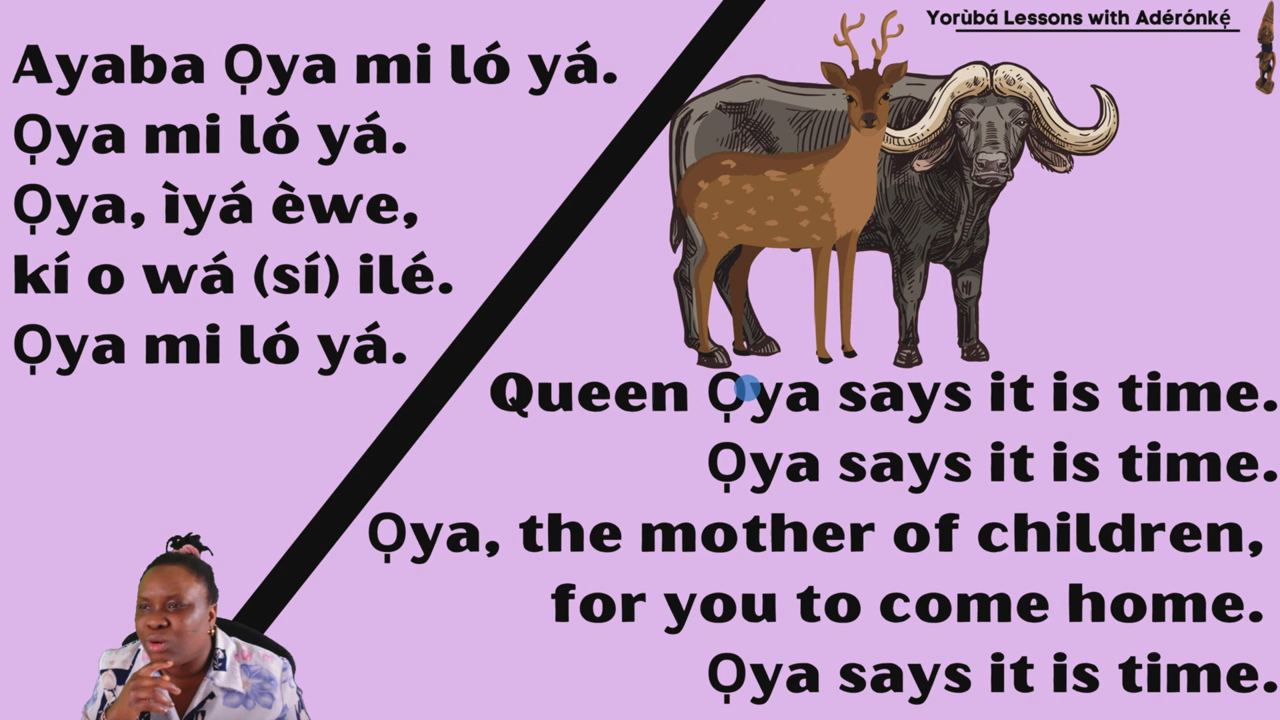 Yorùbá Lessons with Adérónkẹ́
Ayaba Ọya mi ló yá.
Ọya mi ló yá.
Ọya, ìyá èwe,
kí o wá (sí) ilé.
Ọya mi ló yá.
Queen Ọya says it is time.
Ọya says it is time.
Ọya, the mother of children,
for you to come home.
Ọya says it is time.